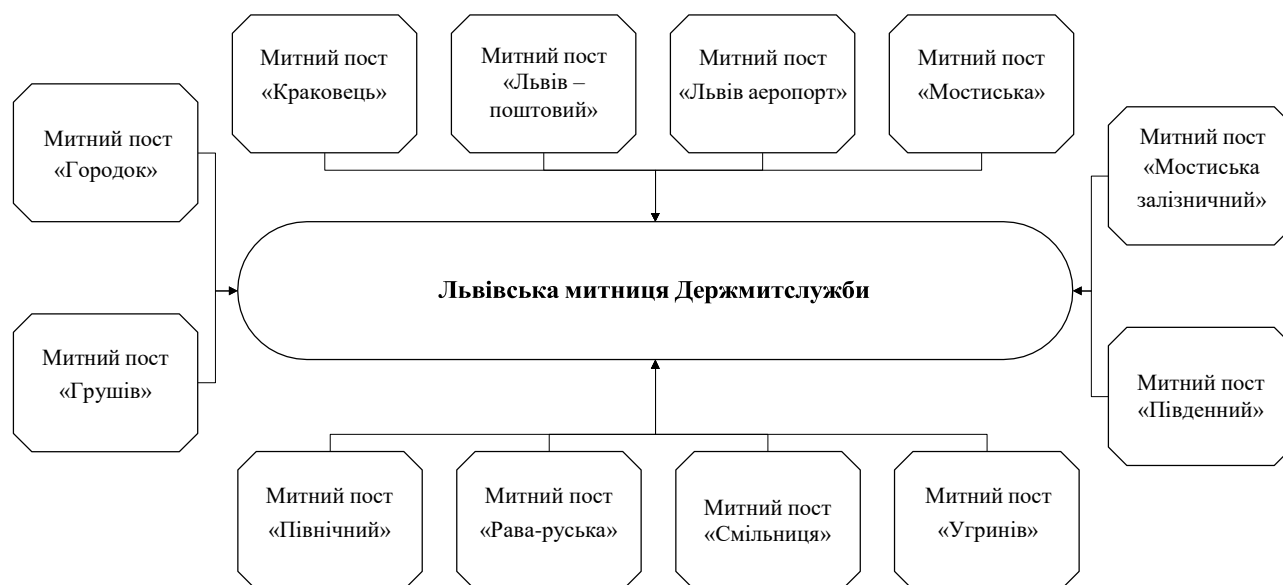 Митний пост
«Краковець»
Митний пост
«Львів –
поштовий»
Митний пост
«Львів аеропорт»
Митний пост
«Мостиська»
Митний пост
«Городок»
Митний пост
«Мостиська
залізничний»
Львівська митниця Держмитслужби
Митний пост
«Грушів»
Митний пост
«Південний»
Митний пост
«Північний»
Митний пост
«Рава-руська»
Митний пост
«Смільниця»
Митний пост
«Угринів»